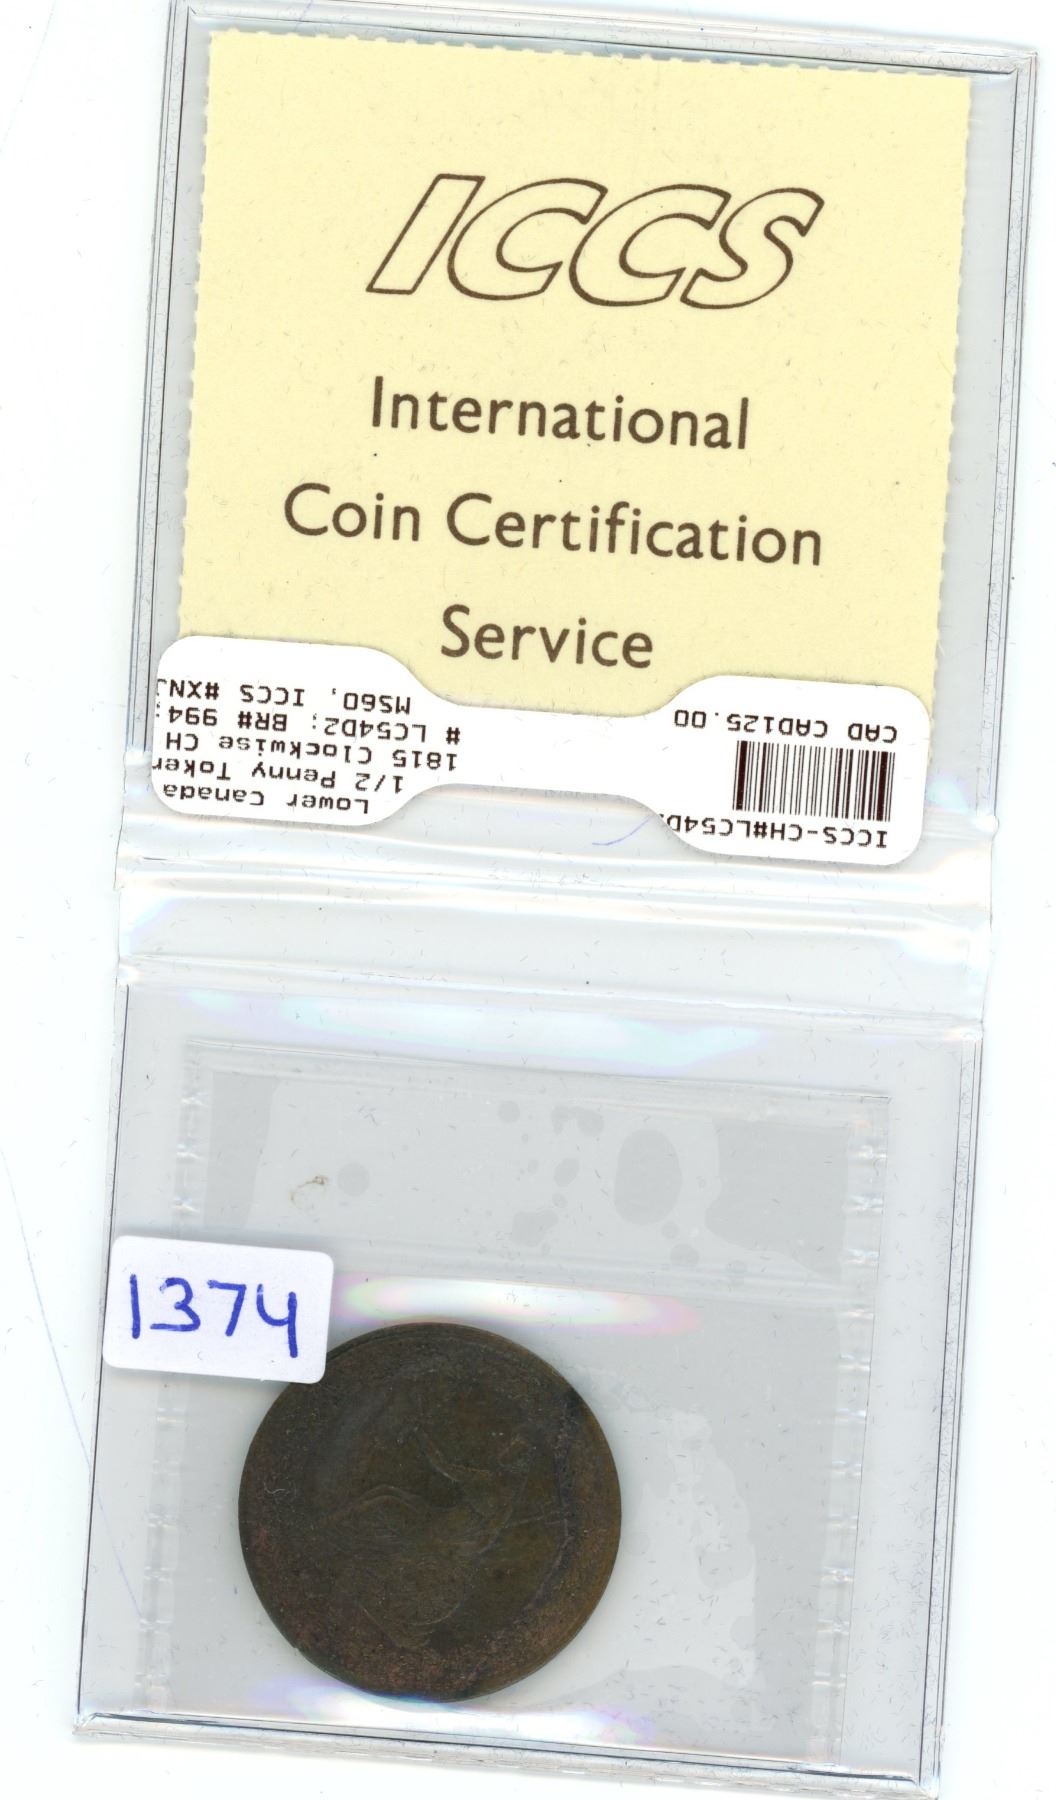 ICCS
International
Coin Certification
Service
Lower Canada
1/2 Penny Token
1815 Clockwise CH
# LC54D2; BR# 994;
MS60, ICCS #XNJ
ICCS-CH#LC54D
CAD CAD125.00
1374